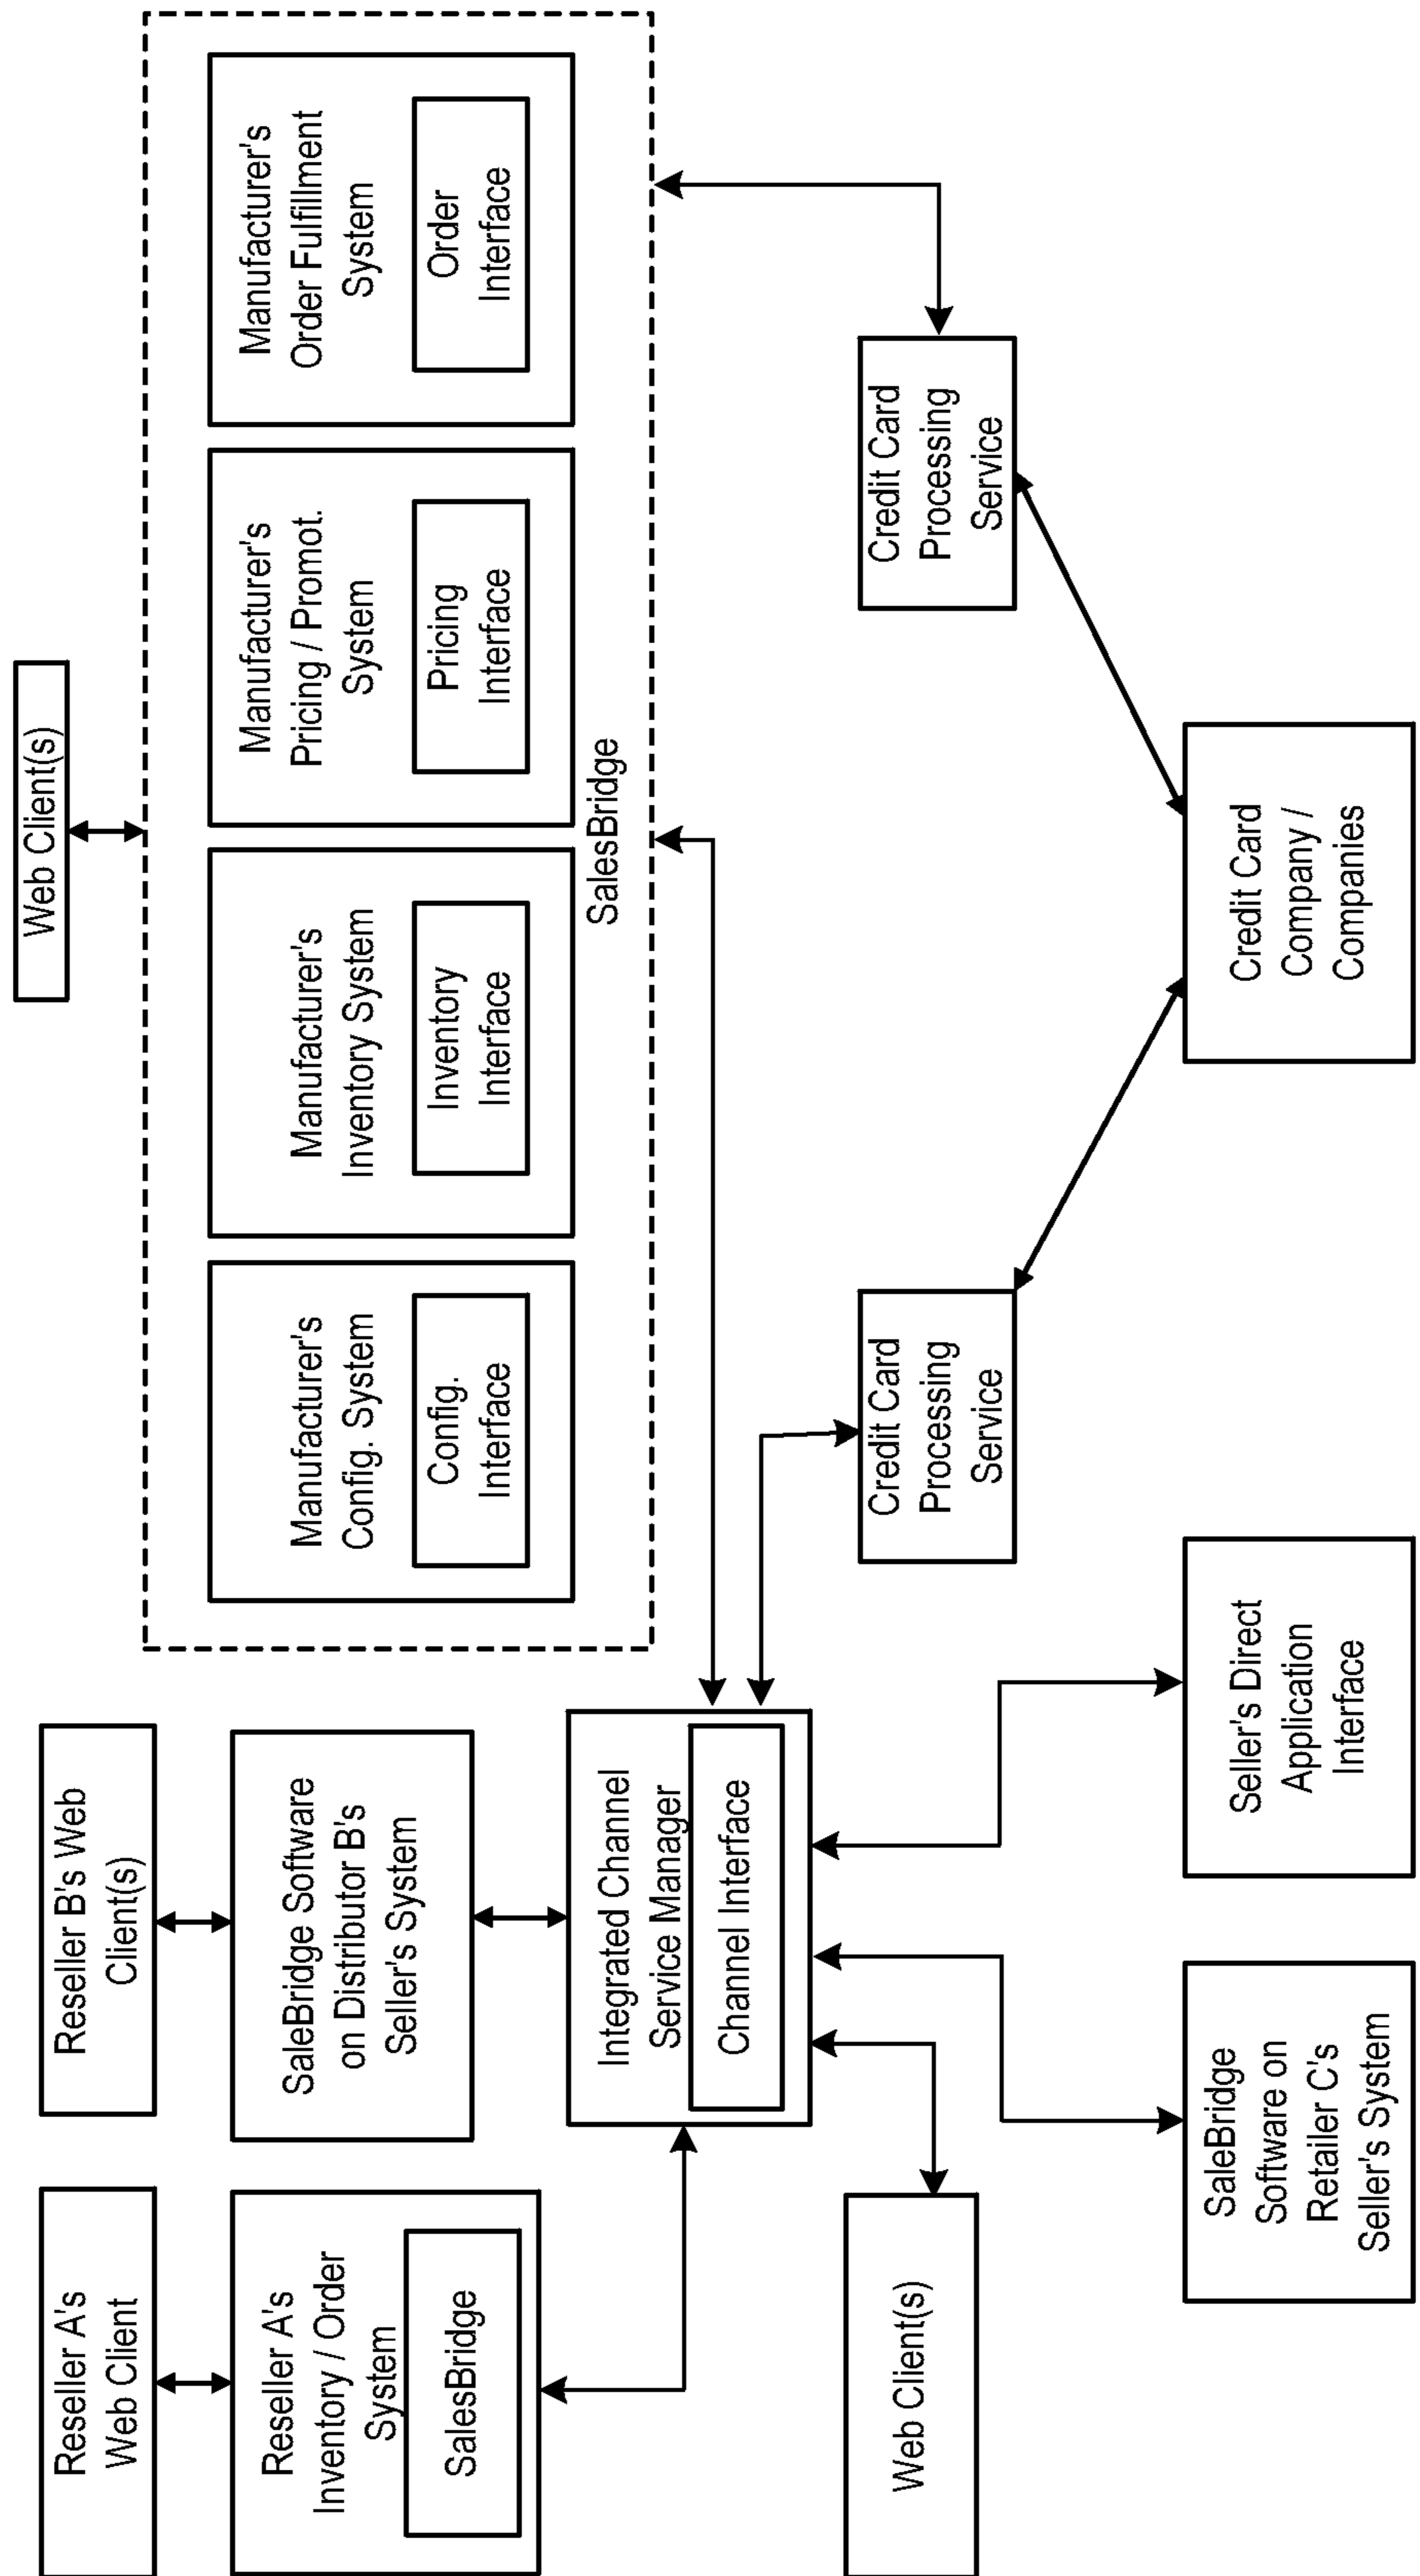 Reseller A's
Web Client
Reseller B's Web
Client(s)
Web Client(s)
Reseller A's
Inventory / Order
System
SalesBridge
SaleBridge Software
on Distributor B's
Seller's System
Manufacturer's
Config. System
Config.
Interface
Manufacturer's
Inventory System
Inventory
Interface
Manufacturer's
Pricing / Promot.
System
Pricing
Interface
Manufacturer's
Order Fulfillment
System
Order
Interface
SalesBridge
Integrated Channel
Service Manager
Channel Interface
Web Client(s)
Credit Card
Processing
Service
Credit Card
Processing
Service
SaleBridge
Software on
Retailer C's
Seller's System
Seller's Direct
Application
Interface
Credit Card
Company /
Companies